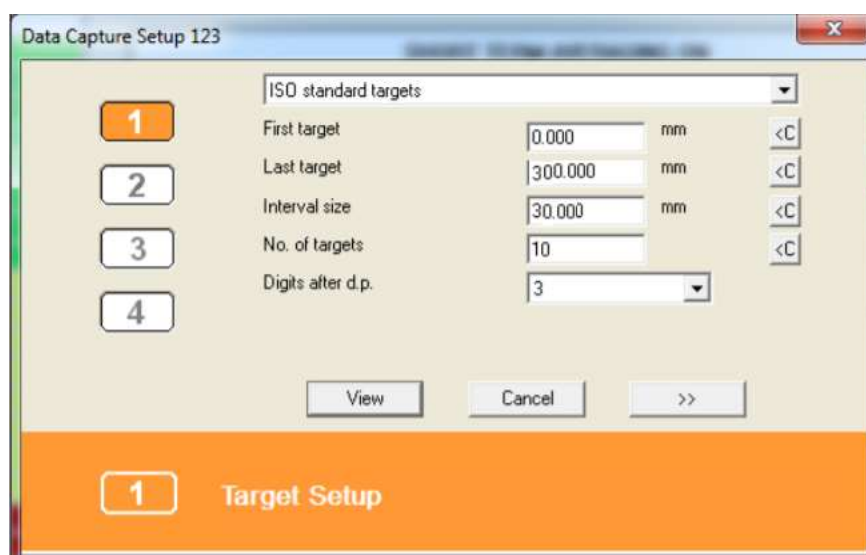 Data Capture Setup 123
ISO standard targets
1
First target 0.000 mm <C
Last target 300.000 mm <C
2
Interval size 30.000 mm <C
3
No. of targets 10 <C
Digits after d.p. 3
4
View Cancel >>
1 Target Setup